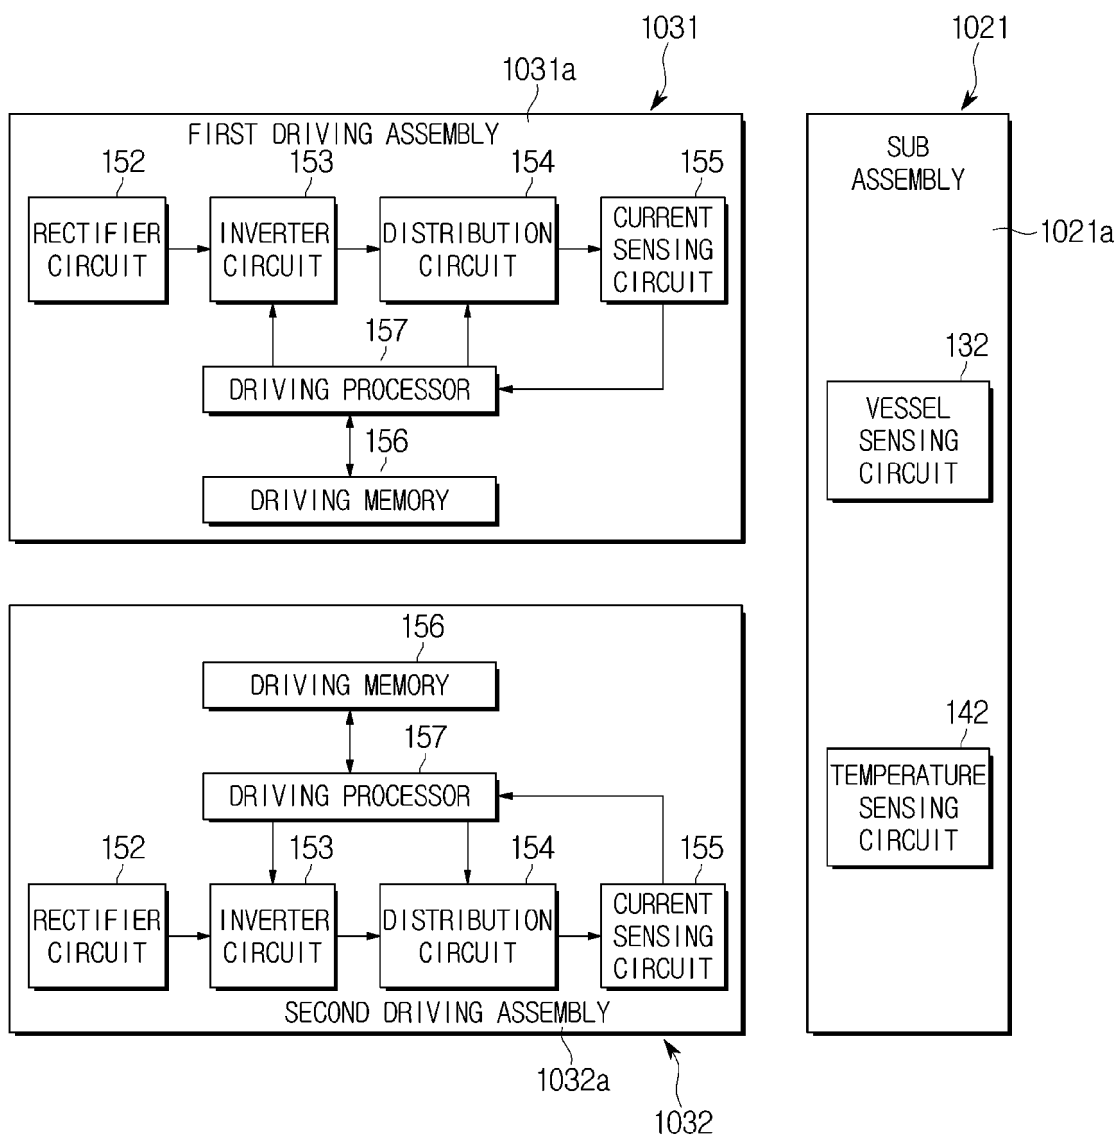 1031
1021
1031a
FIRST DRIVING ASSEMBLY
152
153
154
155
RECTIFIER
CIRCUIT
INVERTER
CIRCUIT
DISTRIBUTION
CIRCUIT
CURRENT
SENSING
CIRCUIT
157
DRIVING PROCESSOR
156
DRIVING MEMORY
SUB
ASSEMBLY
1021a
132
VESSEL
SENSING
CIRCUIT
142
TEMPERATURE
SENSING
CIRCUIT
156
DRIVING MEMORY
157
DRIVING PROCESSOR
152
153
154
155
RECTIFIER
CIRCUIT
INVERTER
CIRCUIT
DISTRIBUTION
CIRCUIT
CURRENT
SENSING
CIRCUIT
SECOND DRIVING ASSEMBLY
1032a
1032